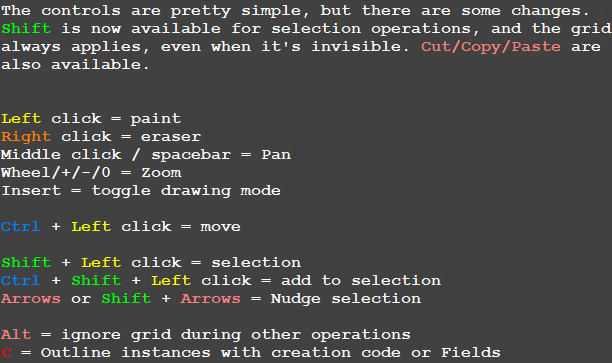 The controls are pretty simple, but there are some changes.
Shift is now available for selection operations, and the grid
always applies, even when it's invisible. Cut/Copy/Paste are
also available.
Left click = paint
Right click = eraser
Middle click / spacebar = Pan
Wheel/+/-/0 = Zoom
Insert = toggle drawing mode
Ctrl + Left click = move
Shift + Left click = selection
Ctrl + Shift + Left click = add to selection
Arrows or Shift + Arrows = Nudge selection
Alt = ignore grid during other operations
C = Outline instances with creation code or Fields